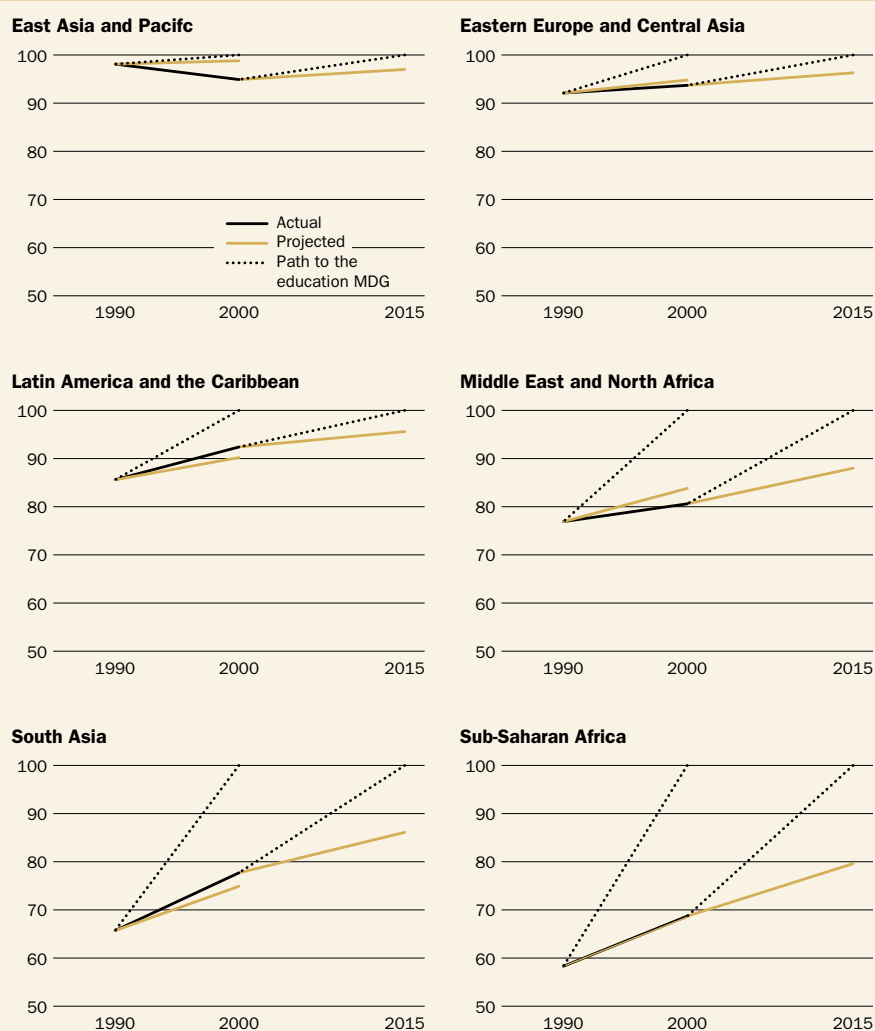 East Asia and Pacifc
100
90
80
70
60
50
Actual
Projected
Path to the
education MDG
1990 2000 2015
Eastern Europe and Central Asia
100
90
80
70
60
50
1990 2000 2015
Latin America and the Caribbean
100
90
80
70
60
50
1990 2000 2015
Middle East and North Africa
100
90
80
70
60
50
1990 2000 2015
South Asia
100
90
80
70
60
50
1990 2000 2015
Sub-Saharan Africa
100
90
80
70
60
50
1990 2000 2015